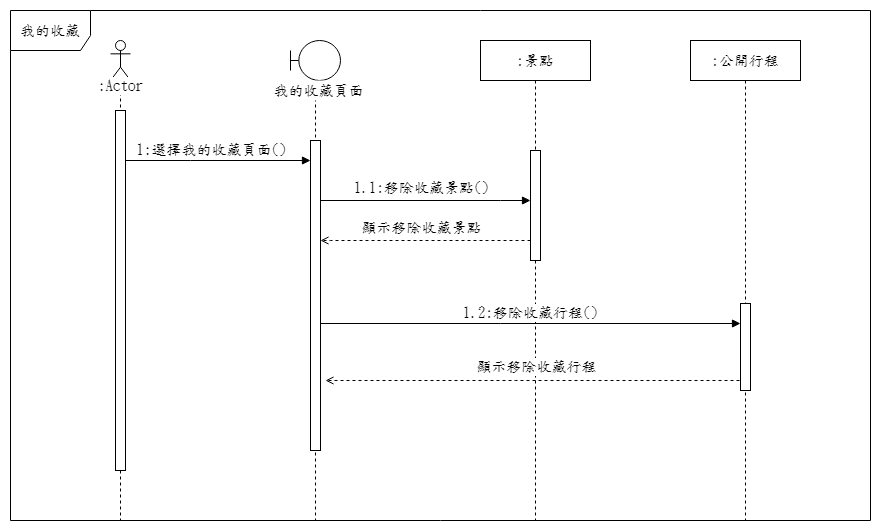 我的收藏
:Actor
我的收藏頁面
:景點
:公開行程
1:選擇我的收藏頁面()
1.1:移除收藏景點()
顯示移除收藏景點
1.2:移除收藏行程()
顯示移除收藏行程